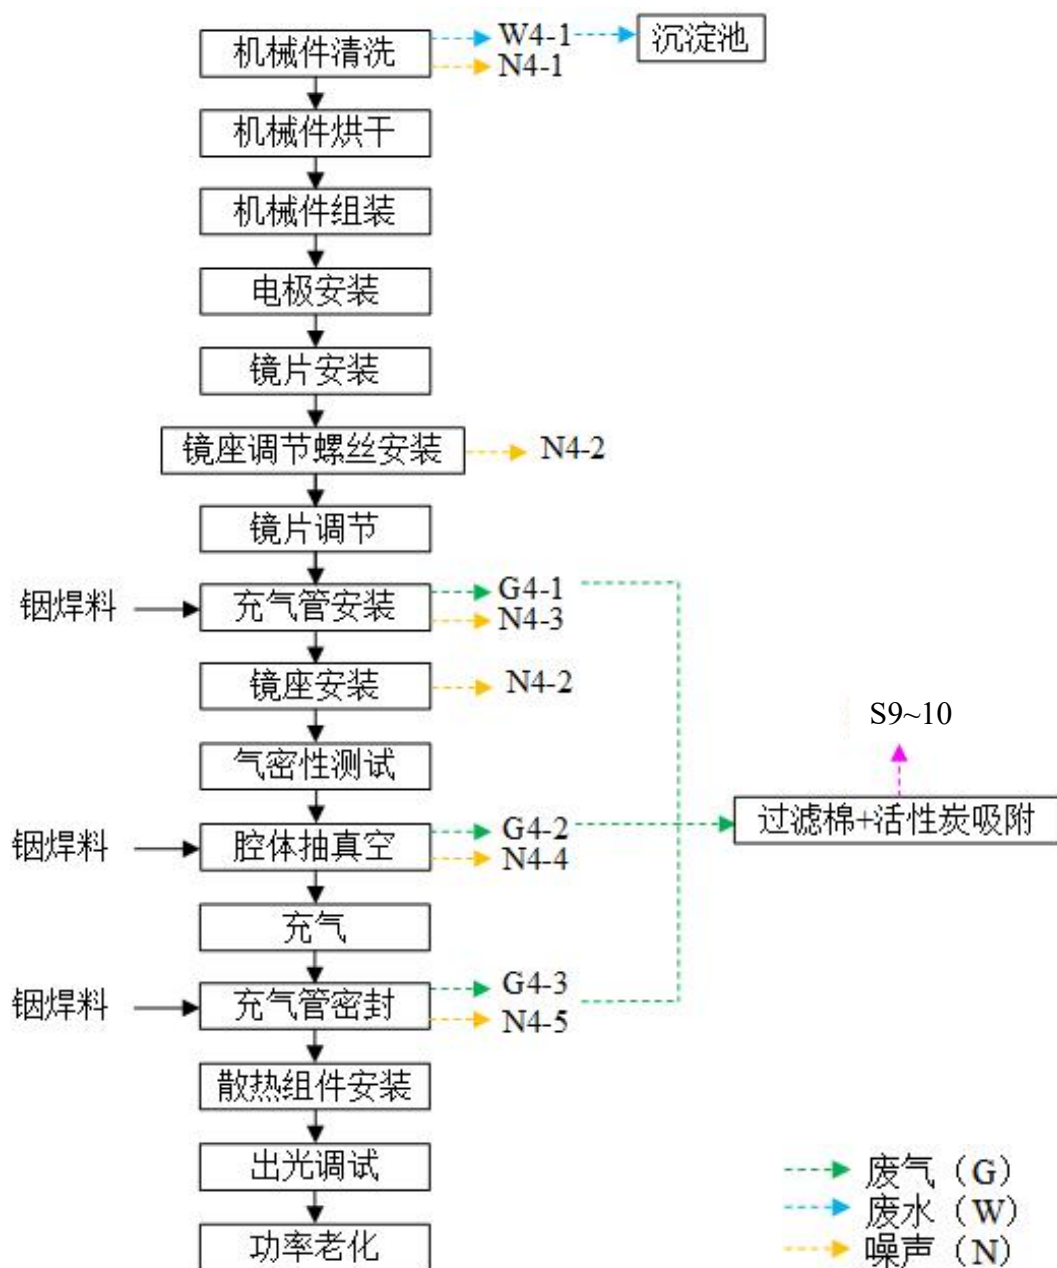 机械件清洗
W4-1
沉淀池
N4-1
机械件烘干
机械件组装
电极安装
镜片安装
镜座调节螺丝安装
N4-2
镜片调节
铟焊料
充气管安装
G4-1
N4-3
镜座安装
N4-2
S9~10
气密性测试
铟焊料
腔体抽真空
G4-2
N4-4
过滤棉+活性炭吸附
充气
铟焊料
充气管密封
G4-3
N4-5
散热组件安装
出光调试
功率老化
废气（G）
废水（W）
噪声（N）